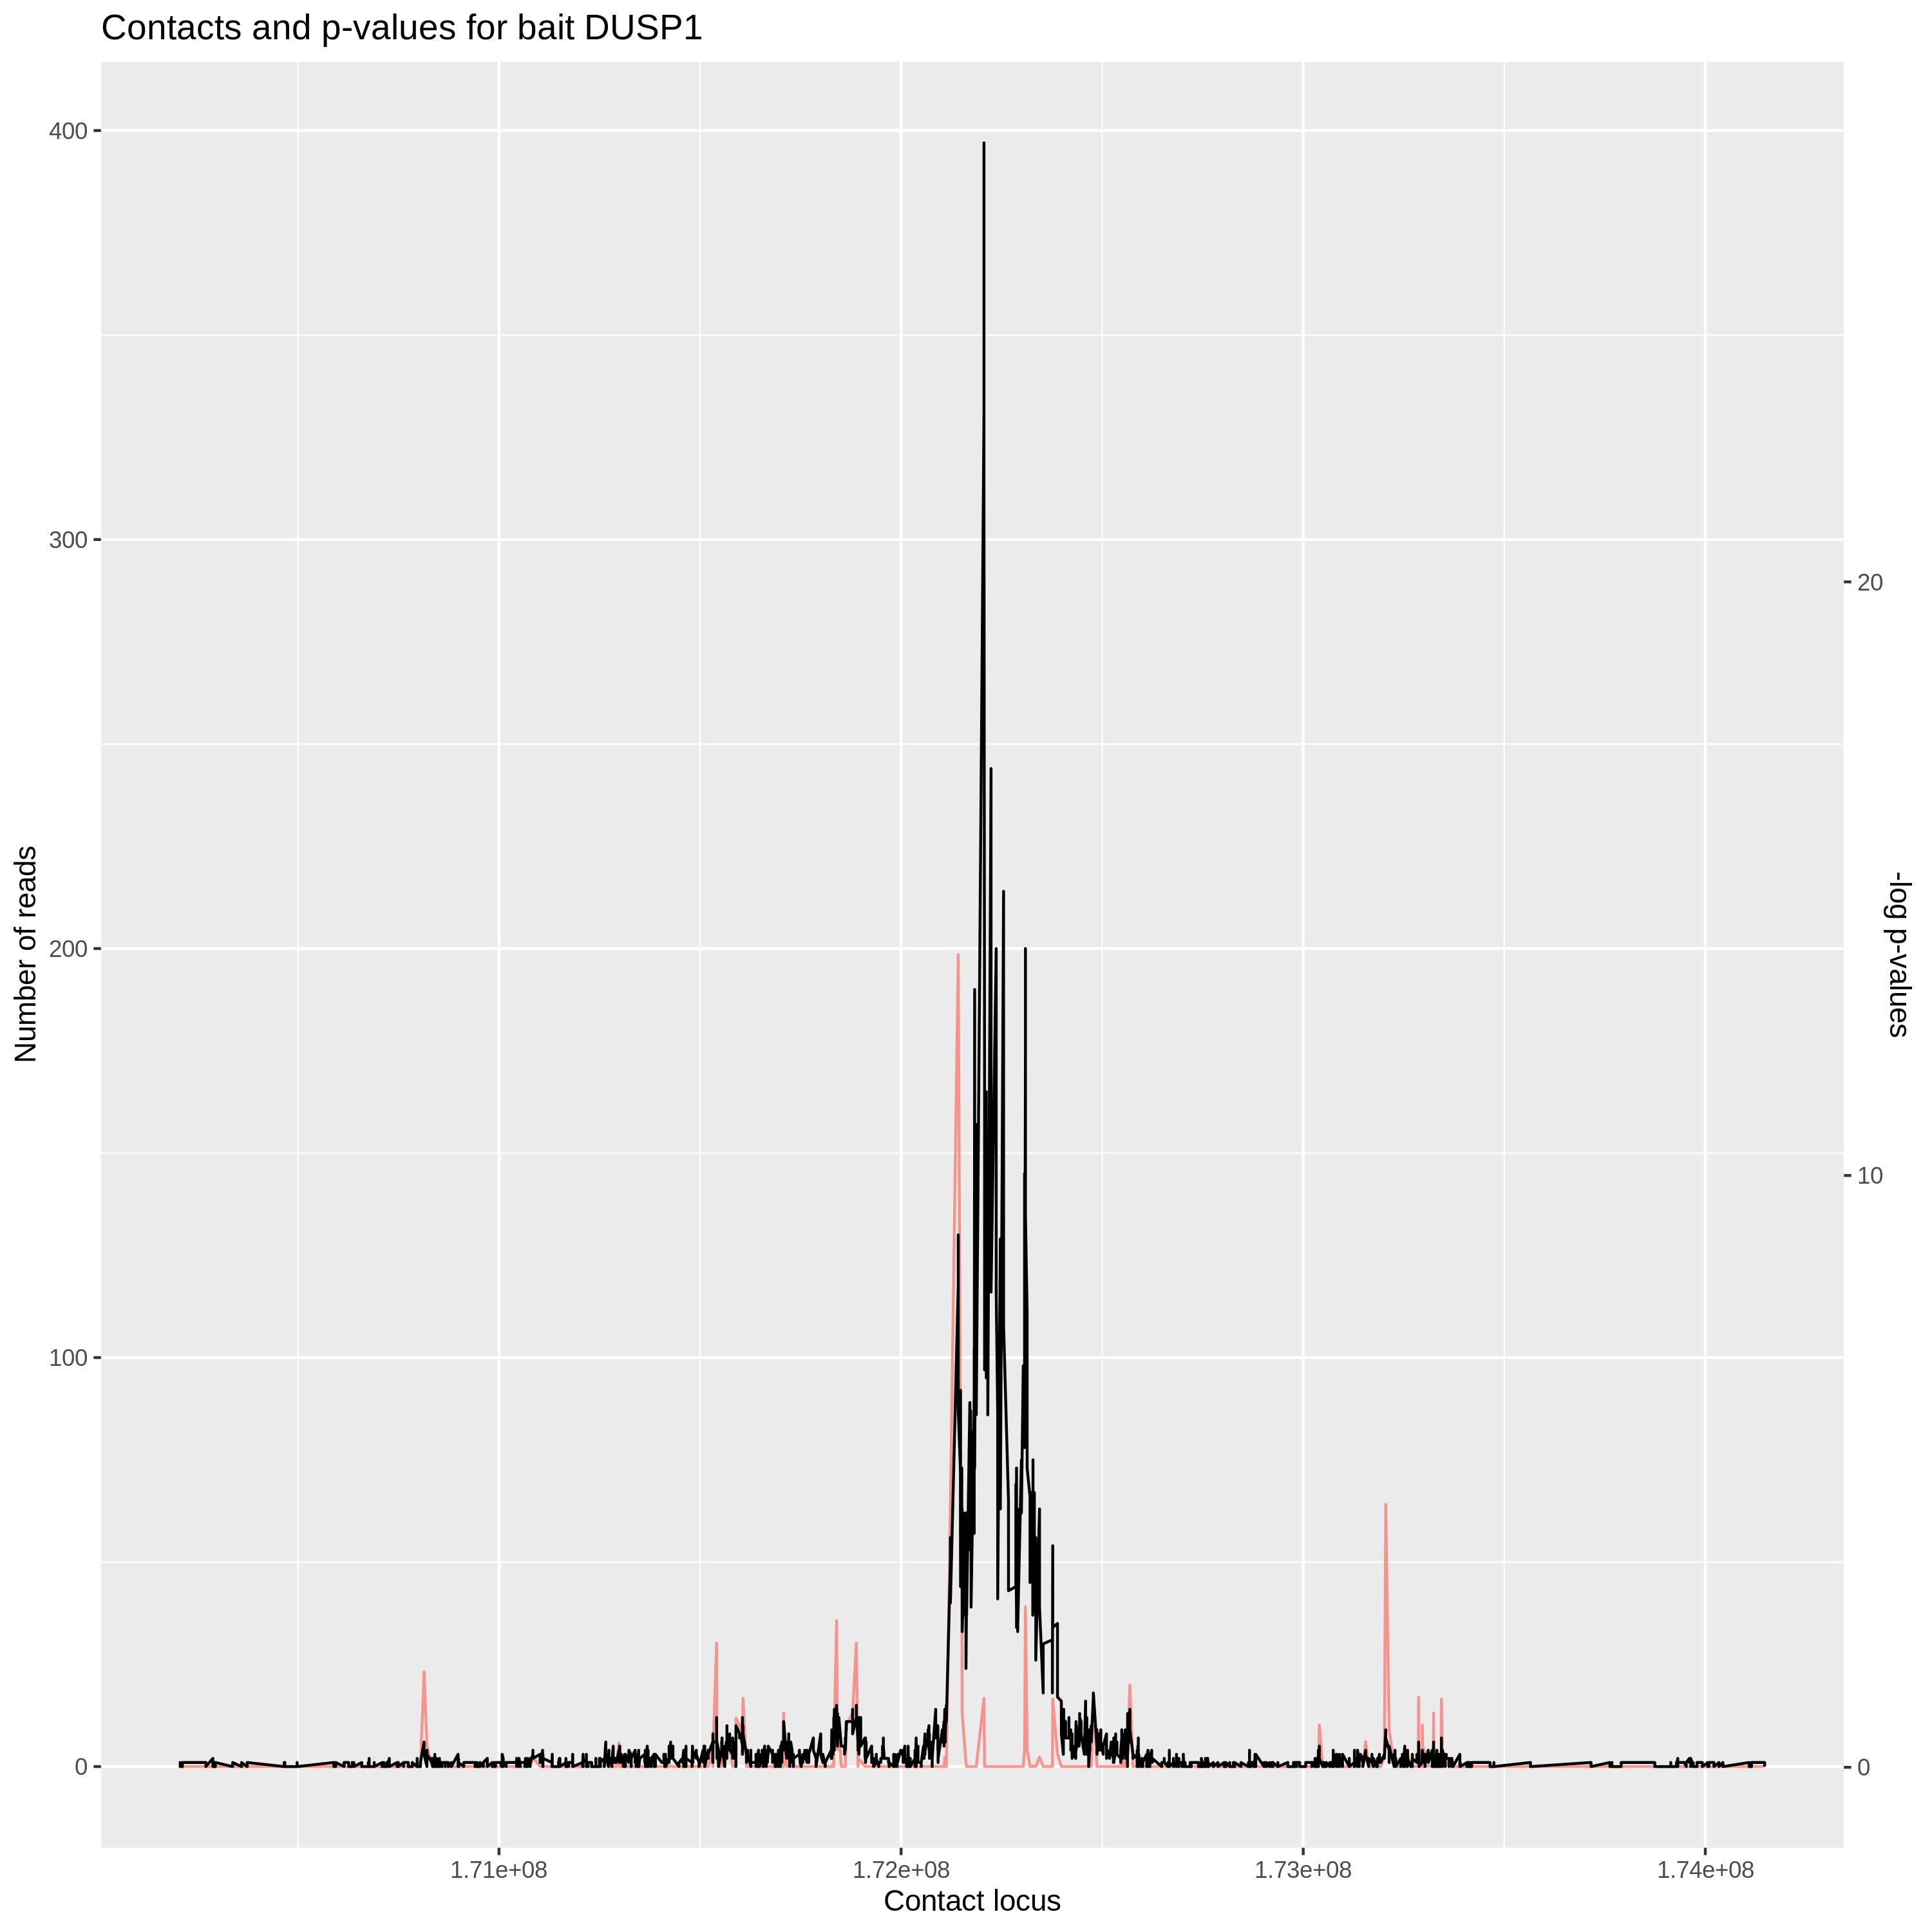 Contacts and p-values for bait DUSP1
400
300
200
100
0
Number of reads
20
10
0
-log p-values
1.71e+08
1.72e+08
1.73e+08
1.74e+08
Contact locus